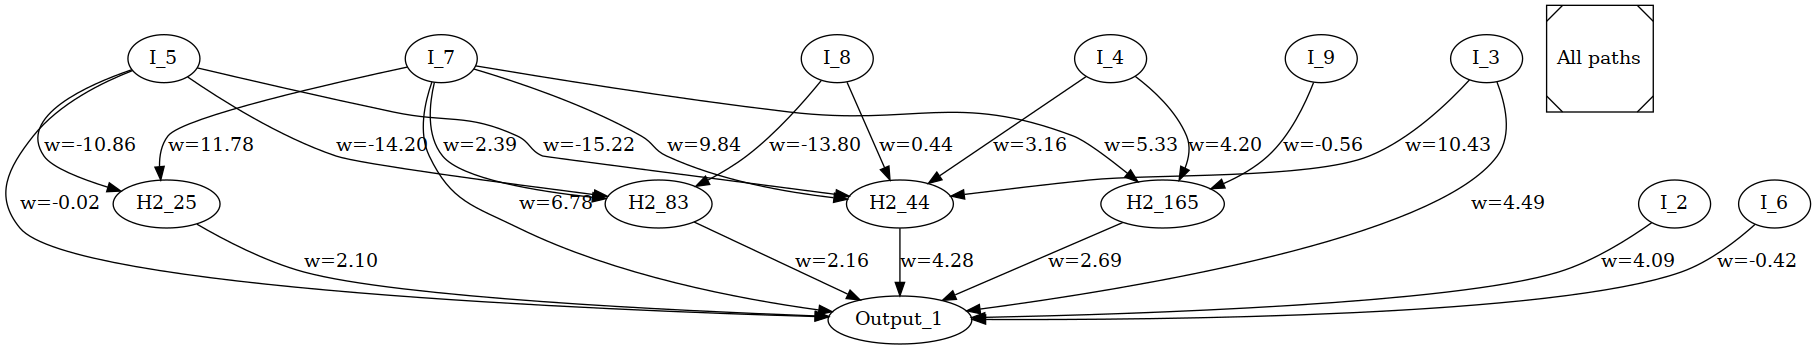 I_5
I_7
I_8
I_4
I_9
I_3
All paths
w=-10.86
w=11.78
w=-14.20
w=2.39
w=-15.22
w=9.84
w=-13.80
w=0.44
w=3.16
w=5.33
w=4.20
w=-0.56
w=10.43
w=-0.02
H2_25
w=6.78
H2_83
H2_44
H2_165
w=4.49
I_2
I_6
w=2.10
w=2.16
w=4.28
w=2.69
w=4.09
w=-0.42
Output_1